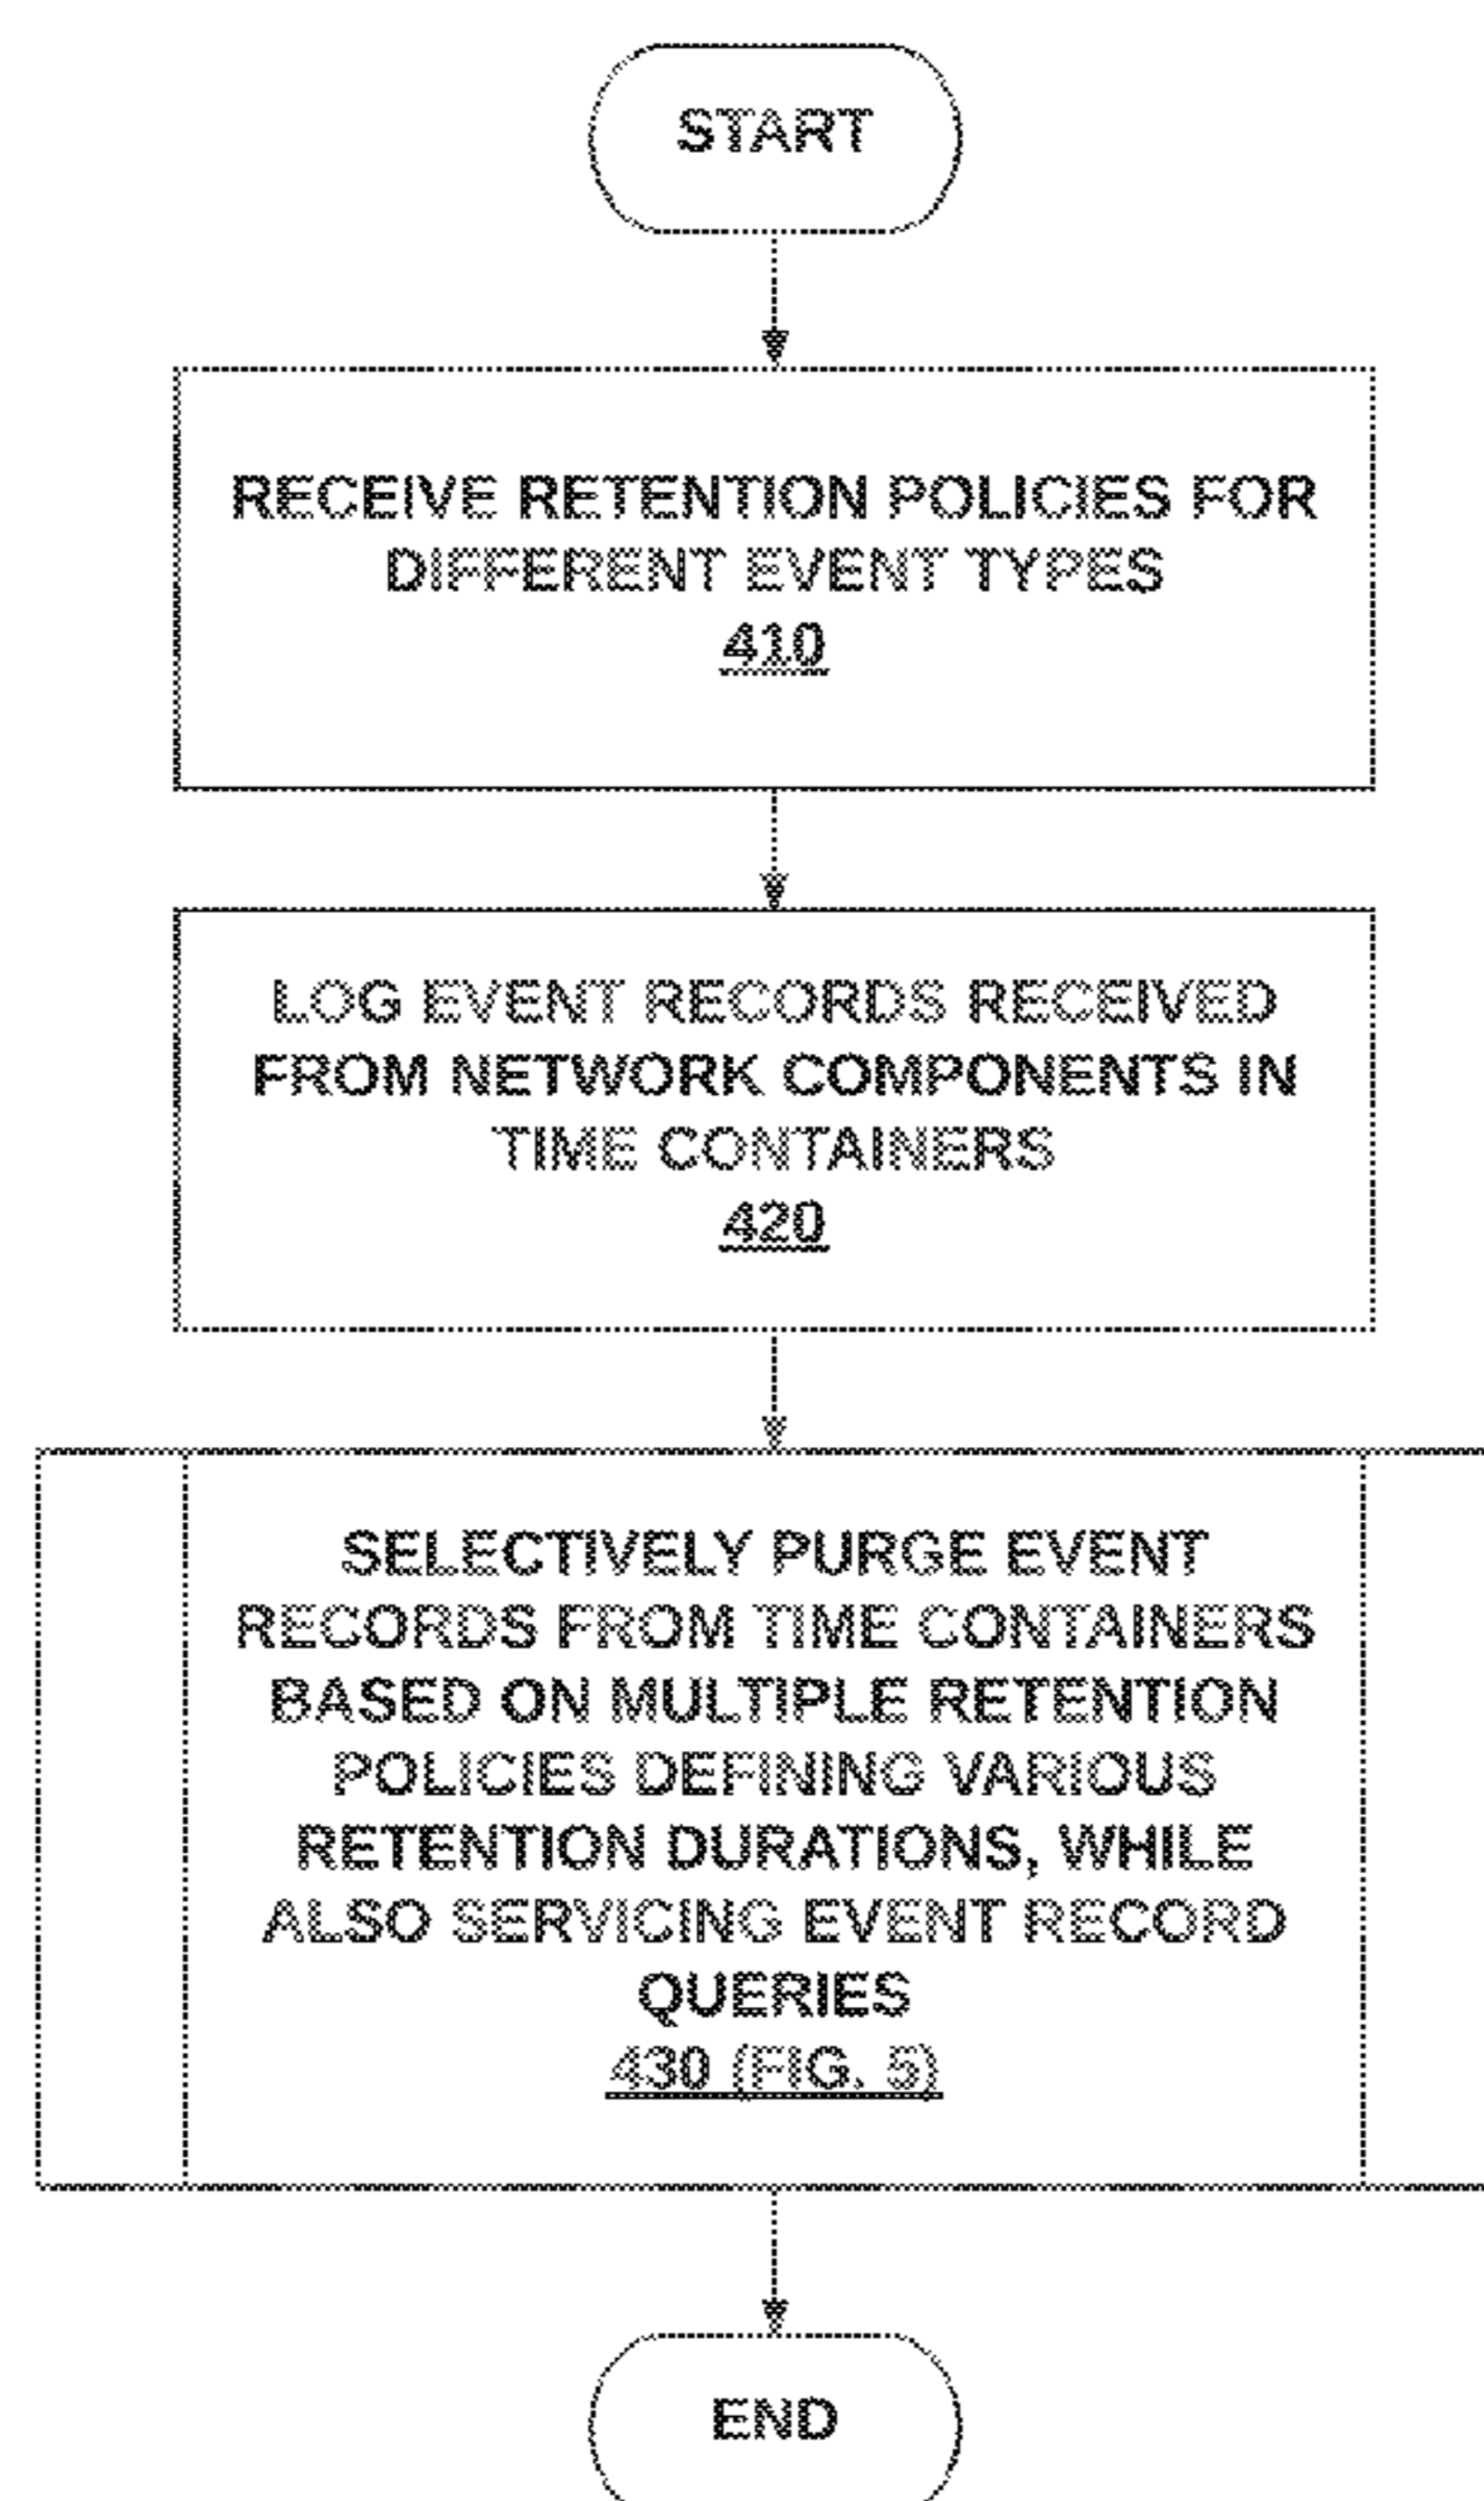 START
RECEIVE RETENTION POLICIES FOR
DIFFERENT EVENT TYPES
410
LOG EVENT RECORDS RECEIVED
FROM NETWORK COMPONENTS IN
TIME CONTAINERS
420
SELECTIVELY PURGE EVENT
RECORDS FROM TIME CONTAINERS
BASED ON MULTIPLE RETENTION
POLICIES DEFINING VARIOUS
RETENTION DURATIONS, WHILE
ALSO SERVICING EVENT RECORD
QUERIES
430 (FIG. 5)
END